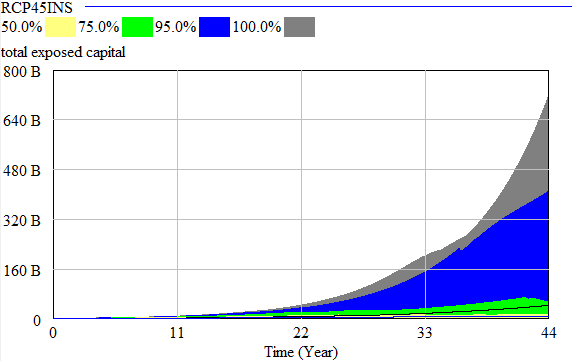 RCP45INS
50.0% 75.0% 95.0% 100.0%
total exposed capital
800 B
640 B
480 B
320 B
160 B
0
0 11 22 33 44
Time (Year)